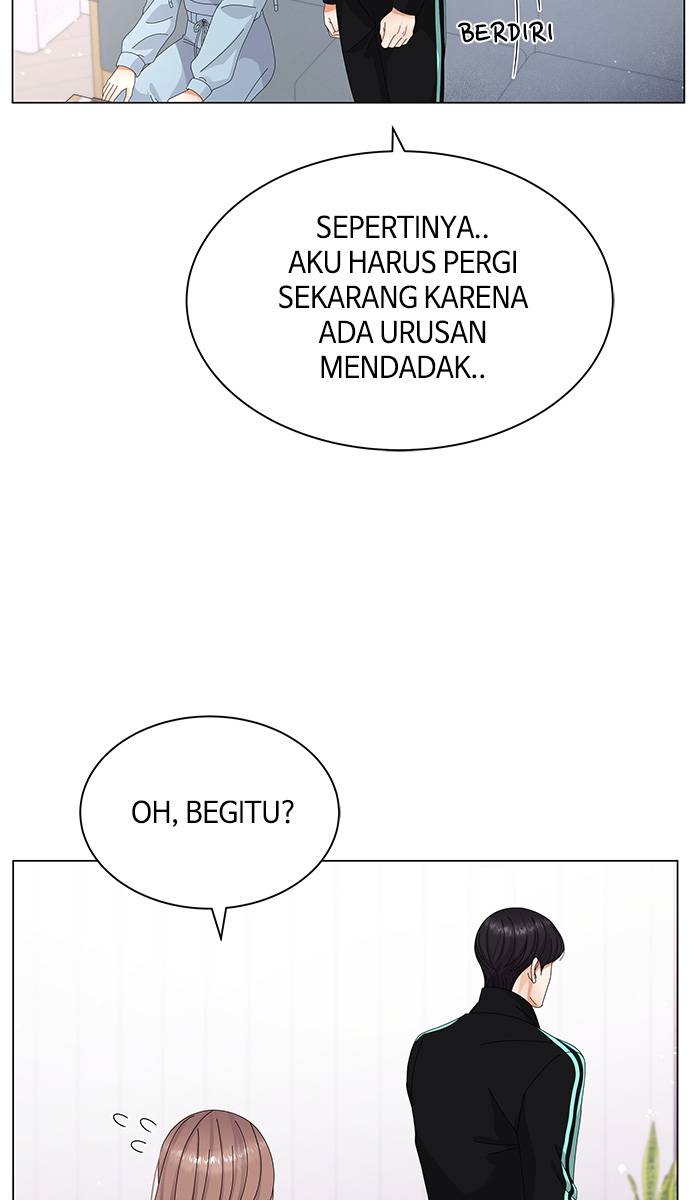 BERDIRI
SEPERTINYA..
AKU HARUS PERGI
SEKARANG KARENA
ADA URUSAN
MENDADAK..
OH, BEGITU?